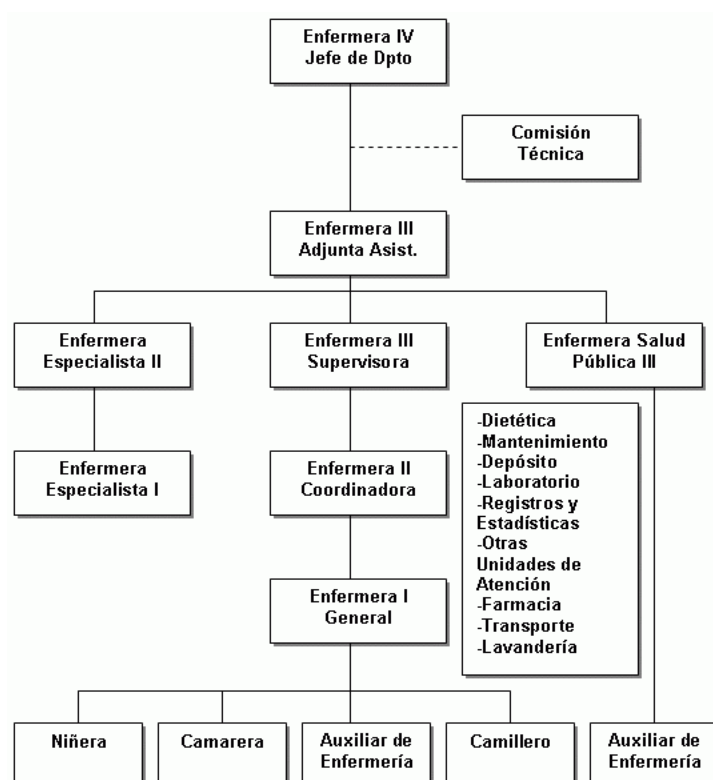 Enfermera IV
Jefe de Dpto
Comisión
Técnica
Enfermera III
Adjunta Asist.
Enfermera
Especialista II
Enfermera III
Supervisora
Enfermera Salud
Pública III
Enfermera
Especialista I
Enfermera II
Coordinadora
-Dietética
-Mantenimiento
-Depósito
-Laboratorio
-Registros y
Estadísticas
-Otras
Unidades de
Atención
-Farmacia
-Transporte
-Lavandería
Enfermera I
General
Niñera
Camarera
Auxiliar de
Enfermería
Camillero
Auxiliar de
Enfermería